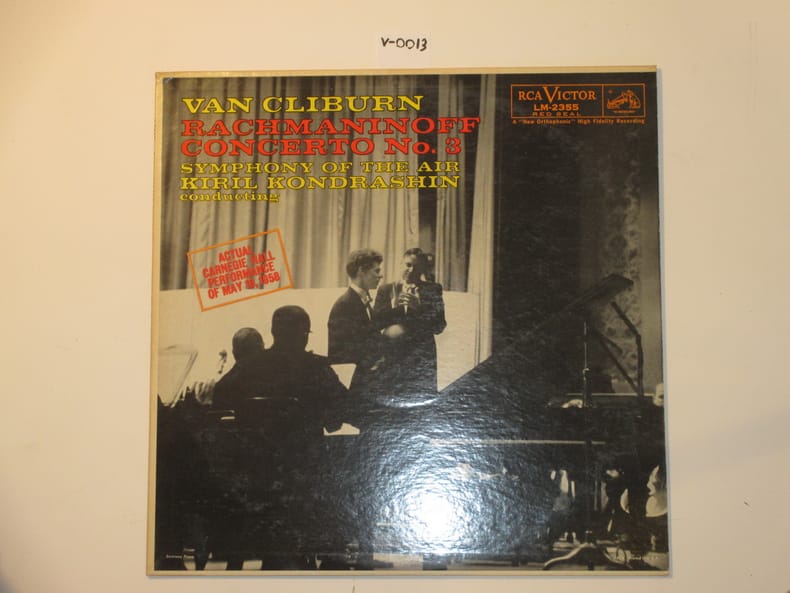 V-0013
VAN CLIBURN
RACHMANINOFF
CONCERTO No. 3
SYMPHONY OF THE AIR
KIRIL KONDRASHIN
conducting
RCA VICTOR
LM-2355
RED SEAL
A "New Orthophonic" High Fidelity Recording
ACTUAL
CARNEGIE HALL
PERFORMANCE
OF MAY 19, 1958